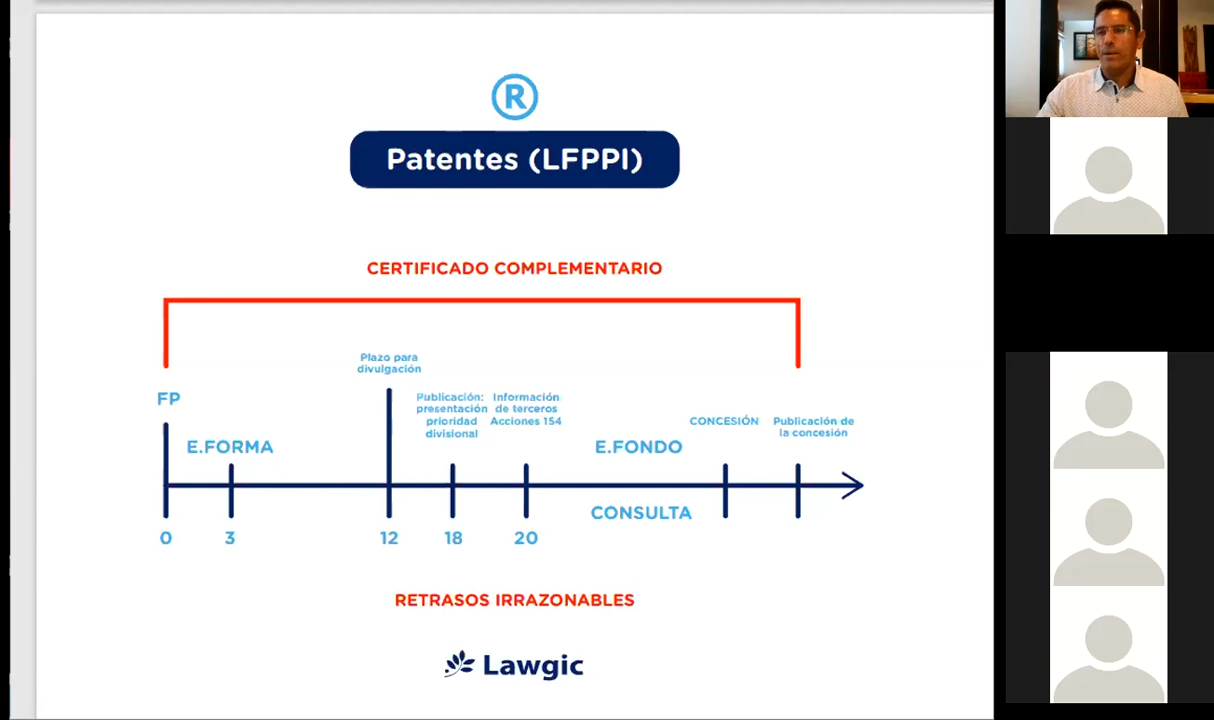 ®
Patentes (LFPPI)
CERTIFICADO COMPLEMENTARIO
Plazo para
divulgación
FP
Publicación:
presentación
prioridad
divisional
Información
de terceros
Acciones 154
CONCESIÓN
Publicación de
la concesión
E.FORMA
E.FONDO
CONSULTA
0
3
12
18
20
RETRASOS IRRAZONABLES
Lawgic